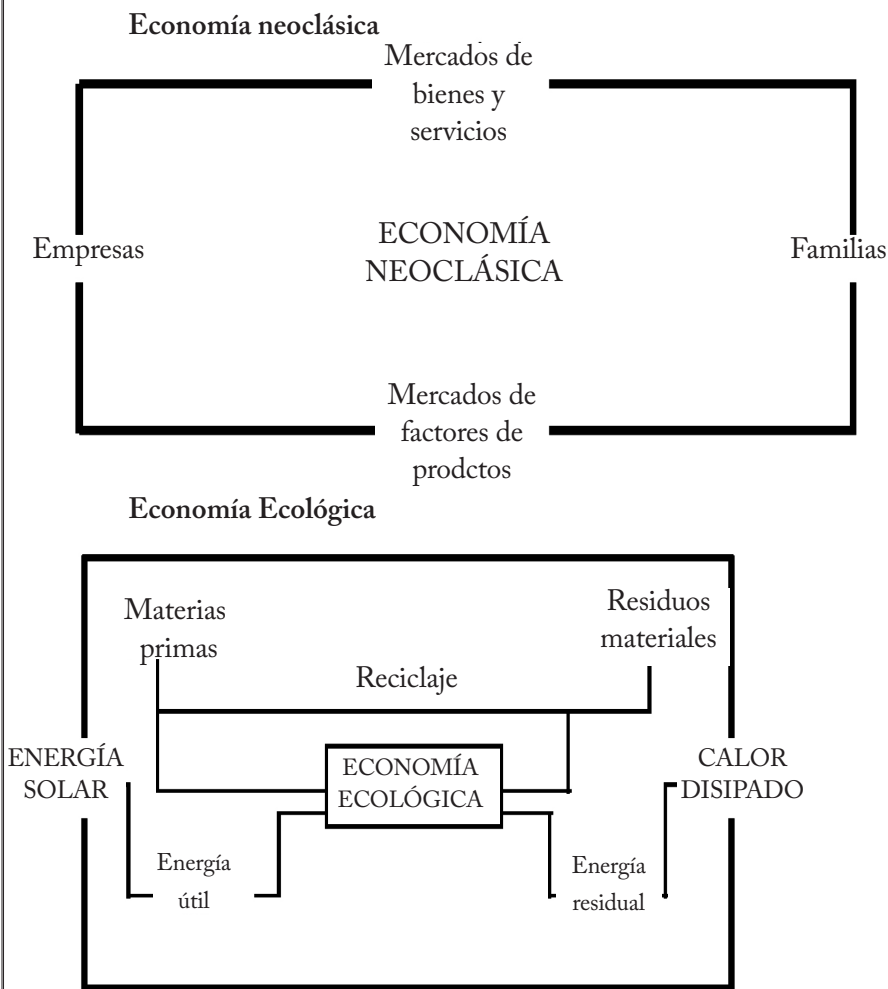 Economía neoclásica
Mercados de
bienes y
servicios
Empresas
ECONOMÍA
NEOCLÁSICA
Familias
Mercados de
factores de
prodctos
Economía Ecológica
Materias
primas
Residuos
materiales
Reciclaje
ENERGÍA
SOLAR
ECONOMÍA
ECOLÓGICA
CALOR
DISIPADO
Energía
útil
Energía
residual